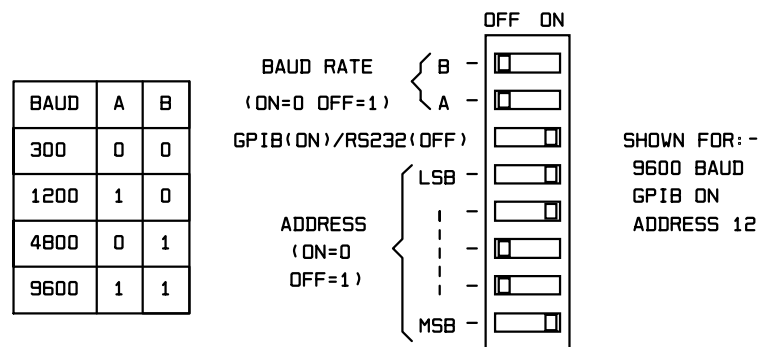 OFF ON
BAUD RATE
(ON=0 OFF=1)
B
A
GPIB(ON)/RS232(OFF)
LSB
ADDRESS
(ON=0
OFF=1)
MSB
BAUD A B
300 0 0
1200 1 0
4800 0 1
9600 1 1
SHOWN FOR:-
9600 BAUD
GPIB ON
ADDRESS 12